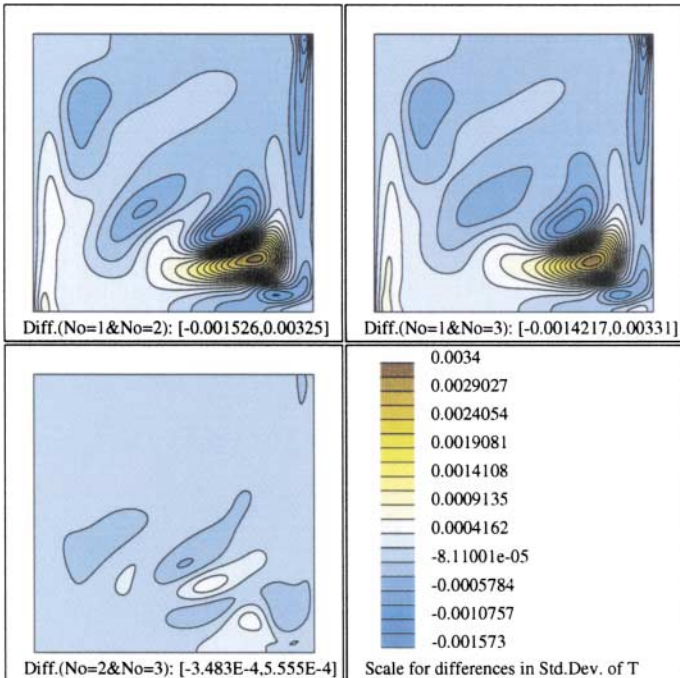 Diff.(No=1&No=2): [-0.001526,0.00325]
Diff.(No=1&No=3): [-0.0014217,0.00331]
Diff.(No=2&No=3): [-3.483E-4,5.555E-4]
0.0034
0.0029027
0.0024054
0.0019081
0.0014108
0.0009135
0.0004162
-8.11001e-05
-0.0005784
-0.0010757
-0.001573
Scale for differences in Std.Dev. of T